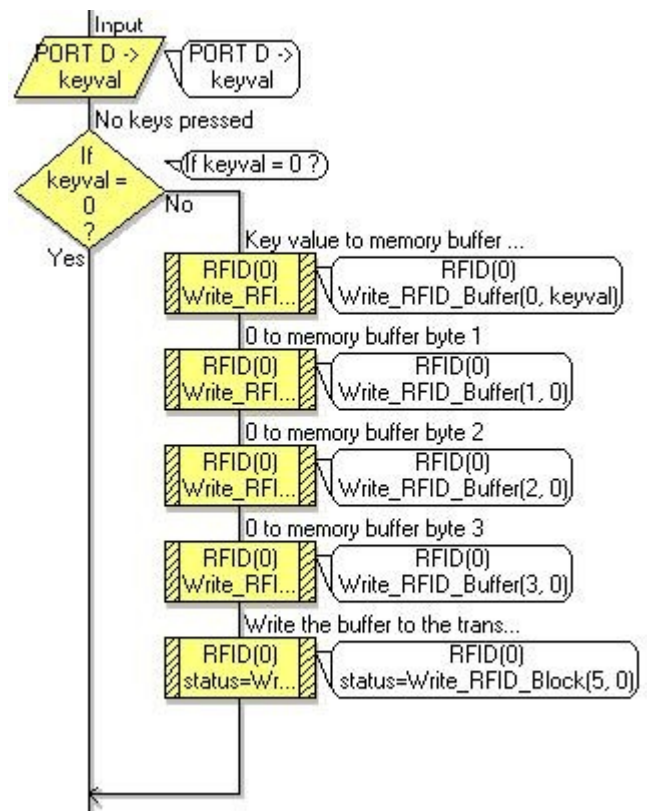 Input
PORT D ->
keyval
PORT D ->
keyval
No keys pressed
If
keyval =
0
?
If keyval = 0 ?
No
Yes
Key value to memory buffer ...
RFID(0)
Write_RFI...
RFID(0)
Write_RFID_Buffer(0, keyval)
0 to memory buffer byte 1
RFID(0)
Write_RFI...
RFID(0)
Write_RFID_Buffer(1, 0)
0 to memory buffer byte 2
RFID(0)
Write_RFI...
RFID(0)
Write_RFID_Buffer(2, 0)
0 to memory buffer byte 3
RFID(0)
Write_RFI...
RFID(0)
Write_RFID_Buffer(3, 0)
Write the buffer to the trans...
RFID(0)
status=Wr...
RFID(0)
status=Write_RFID_Block(5, 0)